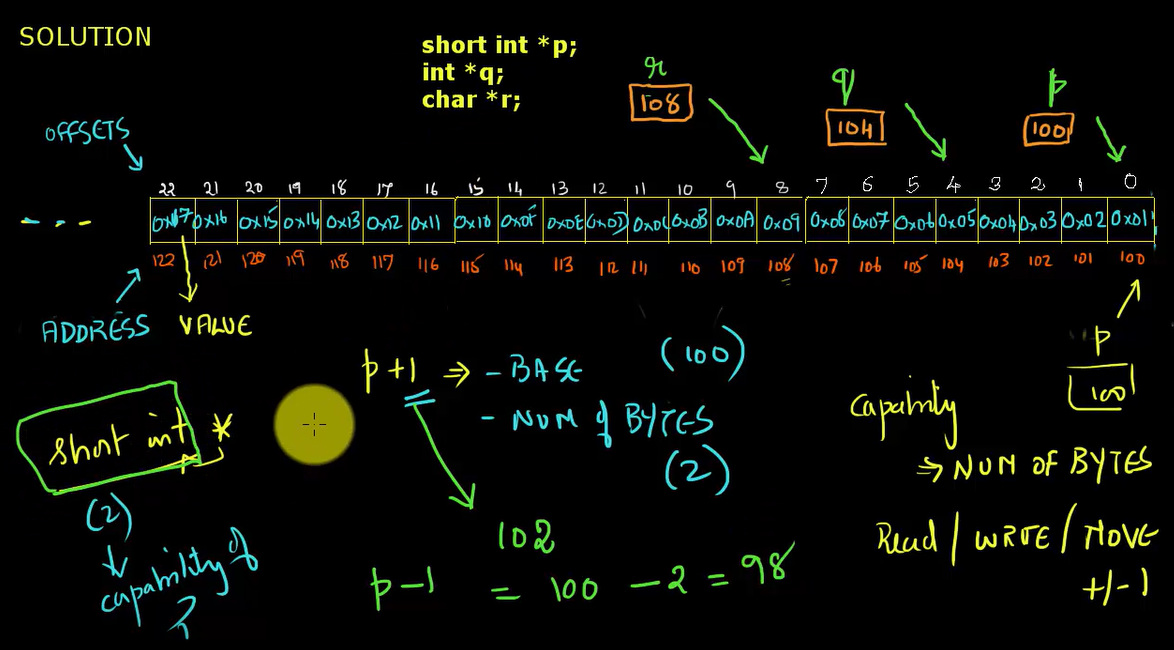 SOLUTION
short int *p;
int *q;
char *r;
r
108
q
104
p
100
OFFSETS
22 21 20 19 18 17 16 15 14 13 12 11 10 9 8 7 6 5 4 3 2 1 0
0x17 0x16 0x15 0x14 0x13 0x12 0x11 0x10 0x0F 0x0E 0x0D 0x0C 0x0B 0x0A 0x09 0x08 0x07 0x06 0x05 0x04 0x03 0x02 0x01
122 121 120 119 118 117 116 115 114 113 112 111 110 109 108 107 106 105 104 103 102 101 100
ADDRESS VALUE
p+1 ⇒ - BASE (100)
- NUM of BYTES
(2)
102
p-1 = 100 - 2 = 98
short int *
(2)
capability of
p
100
Capability
⇒ NUM OF BYTES
Read / WRITE / MOVE
+/- 1